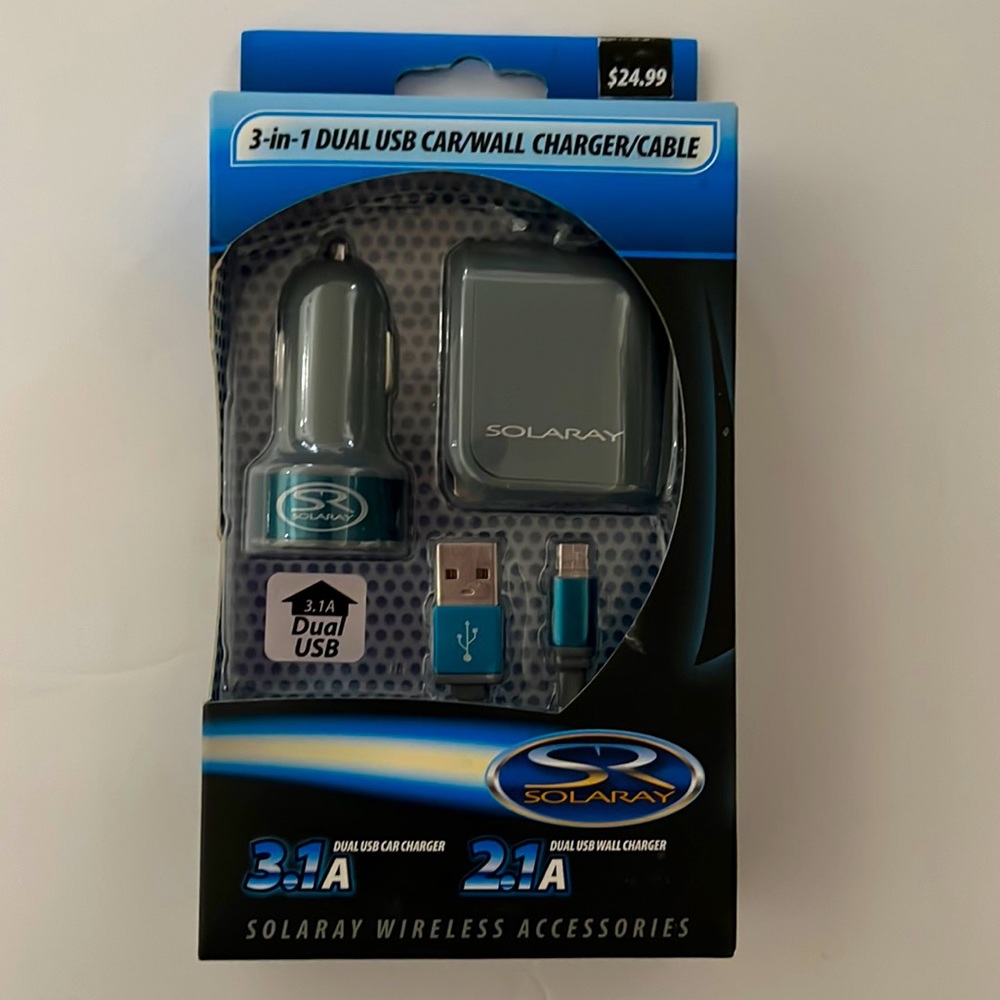 $24.99
3-in-1 DUAL USB CAR/WALL CHARGER/CABLE
SOLARAY
SR
SOLARAY
3.1A
Dual
USB
SR
SOLARAY
3.1A DUAL USB CAR CHARGER
2.1A DUAL USB WALL CHARGER
SOLARAY WIRELESS ACCESSORIES